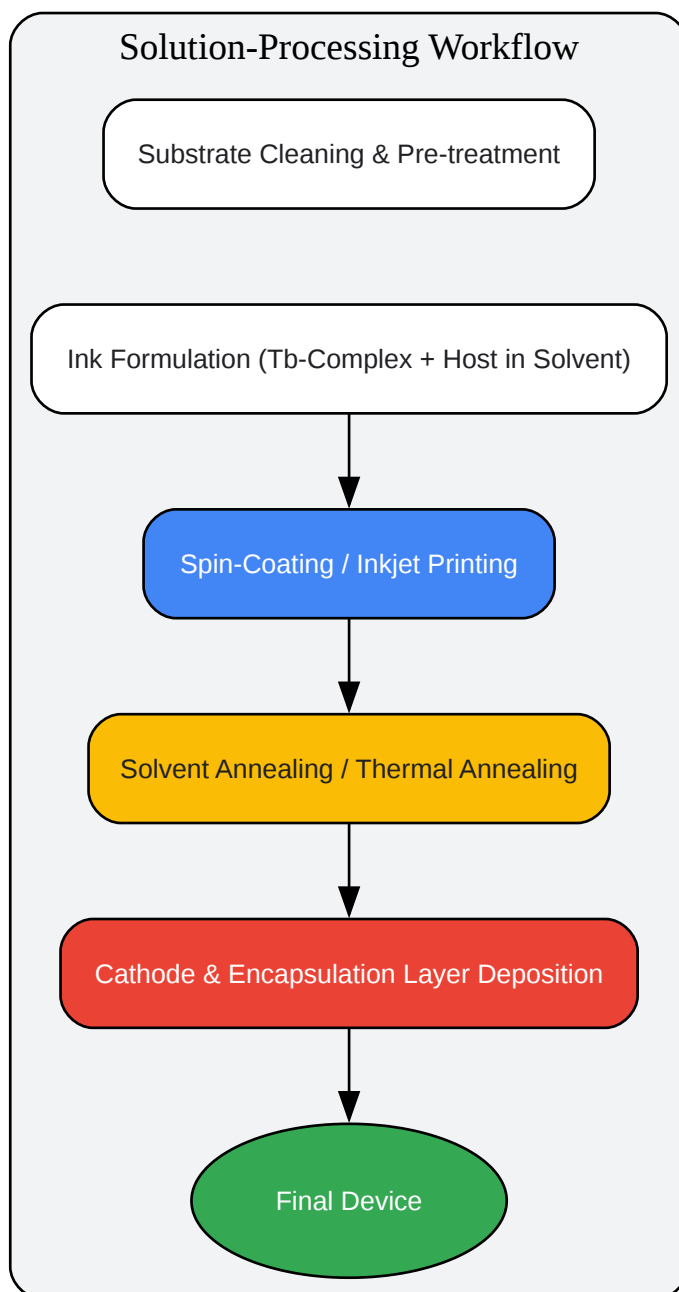 Solution-Processing Workflow
Substrate Cleaning & Pre-treatment
Ink Formulation (Tb-Complex + Host in Solvent)
Spin-Coating / Inkjet Printing
Solvent Annealing / Thermal Annealing
Cathode & Encapsulation Layer Deposition
Final Device